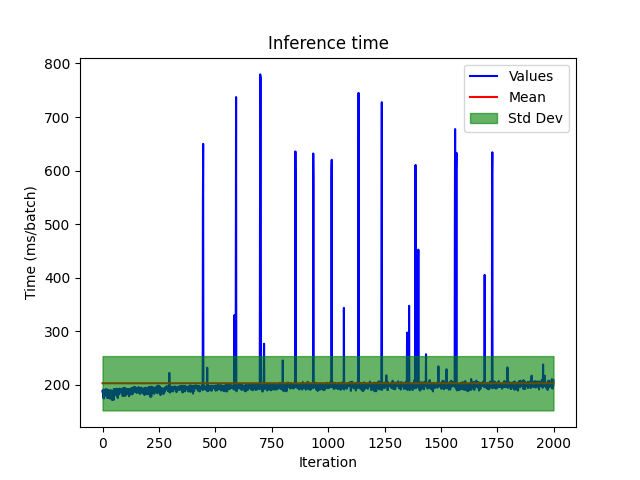 Inference time
Values
Mean
Std Dev
800
700
600
500
400
300
200
Time (ms/batch)
0 250 500 750 1000 1250 1500 1750 2000
Iteration